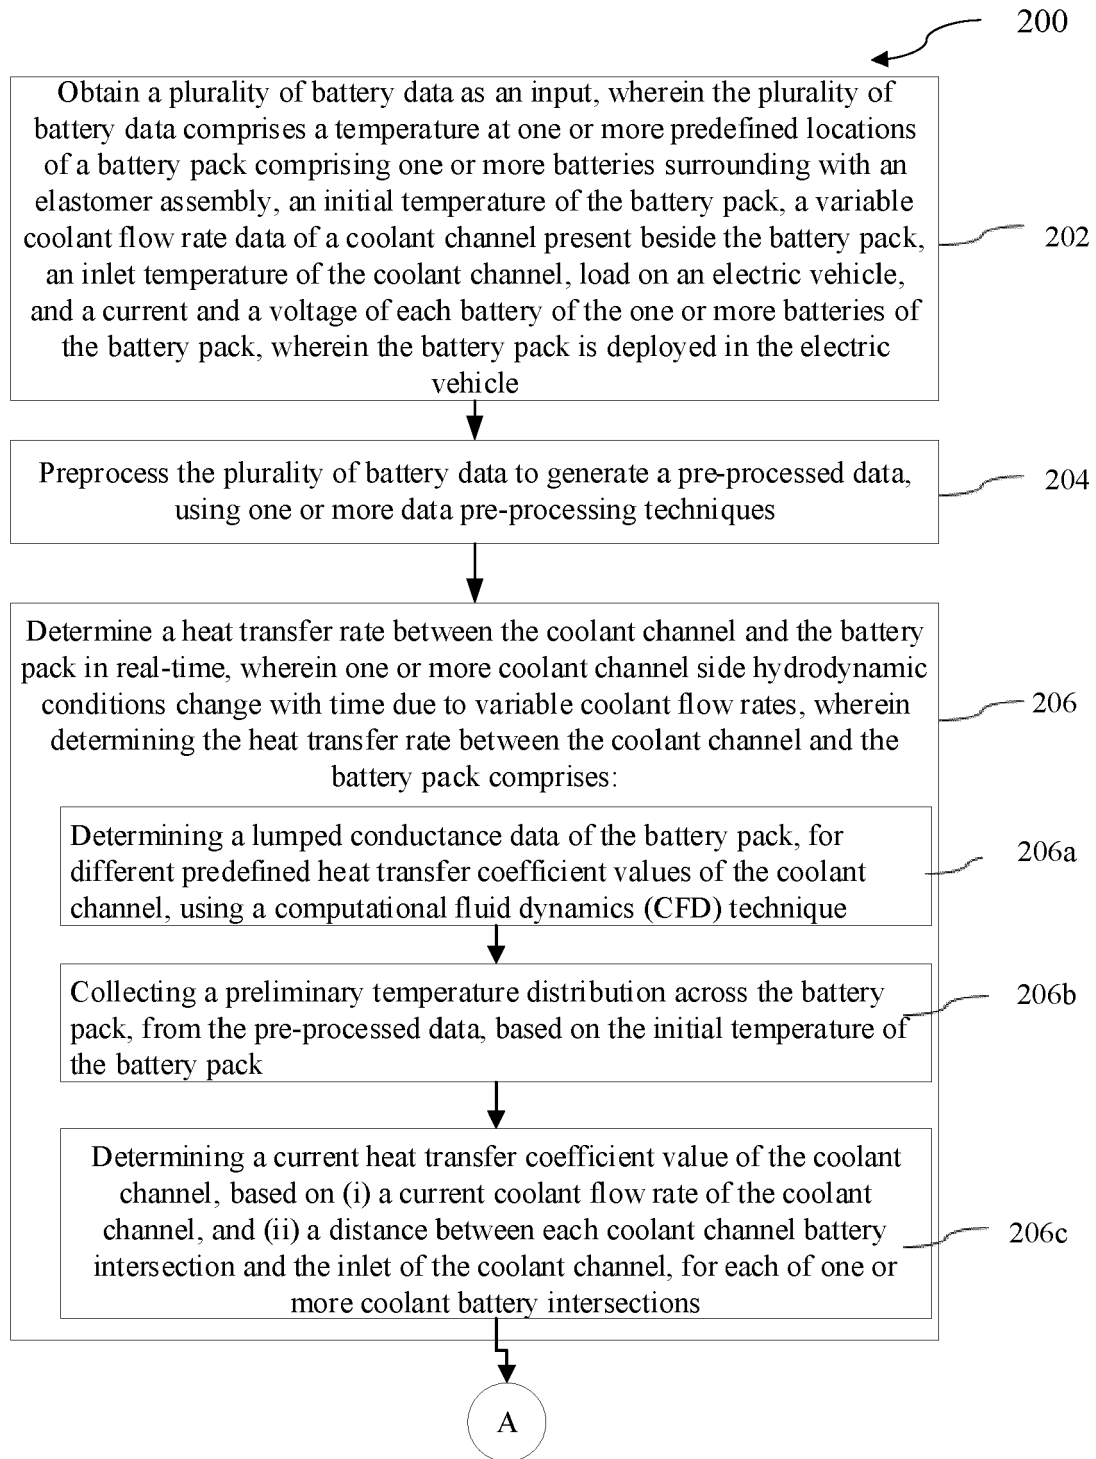 200
Obtain a plurality of battery data as an input, wherein the plurality of
battery data comprises a temperature at one or more predefined locations
of a battery pack comprising one or more batteries surrounding with an
elastomer assembly, an initial temperature of the battery pack, a variable
coolant flow rate data of a coolant channel present beside the battery pack,
an inlet temperature of the coolant channel, load on an electric vehicle,
and a current and a voltage of each battery of the one or more batteries of
the battery pack, wherein the battery pack is deployed in the electric
vehicle
202
Preprocess the plurality of battery data to generate a pre-processed data,
using one or more data pre-processing techniques
204
Determine a heat transfer rate between the coolant channel and the battery
pack in real-time, wherein one or more coolant channel side hydrodynamic
conditions change with time due to variable coolant flow rates, wherein
determining the heat transfer rate between the coolant channel and the
battery pack comprises:
206
Determining a lumped conductance data of the battery pack, for
different predefined heat transfer coefficient values of the coolant
channel, using a computational fluid dynamics (CFD) technique
206a
Collecting a preliminary temperature distribution across the battery
pack, from the pre-processed data, based on the initial temperature of
the battery pack
206b
Determining a current heat transfer coefficient value of the coolant
channel, based on (i) a current coolant flow rate of the coolant
channel, and (ii) a distance between each coolant channel battery
intersection and the inlet of the coolant channel, for each of one or
more coolant battery intersections
206c
A